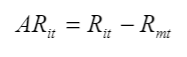 AR_it = R_it − R_mt